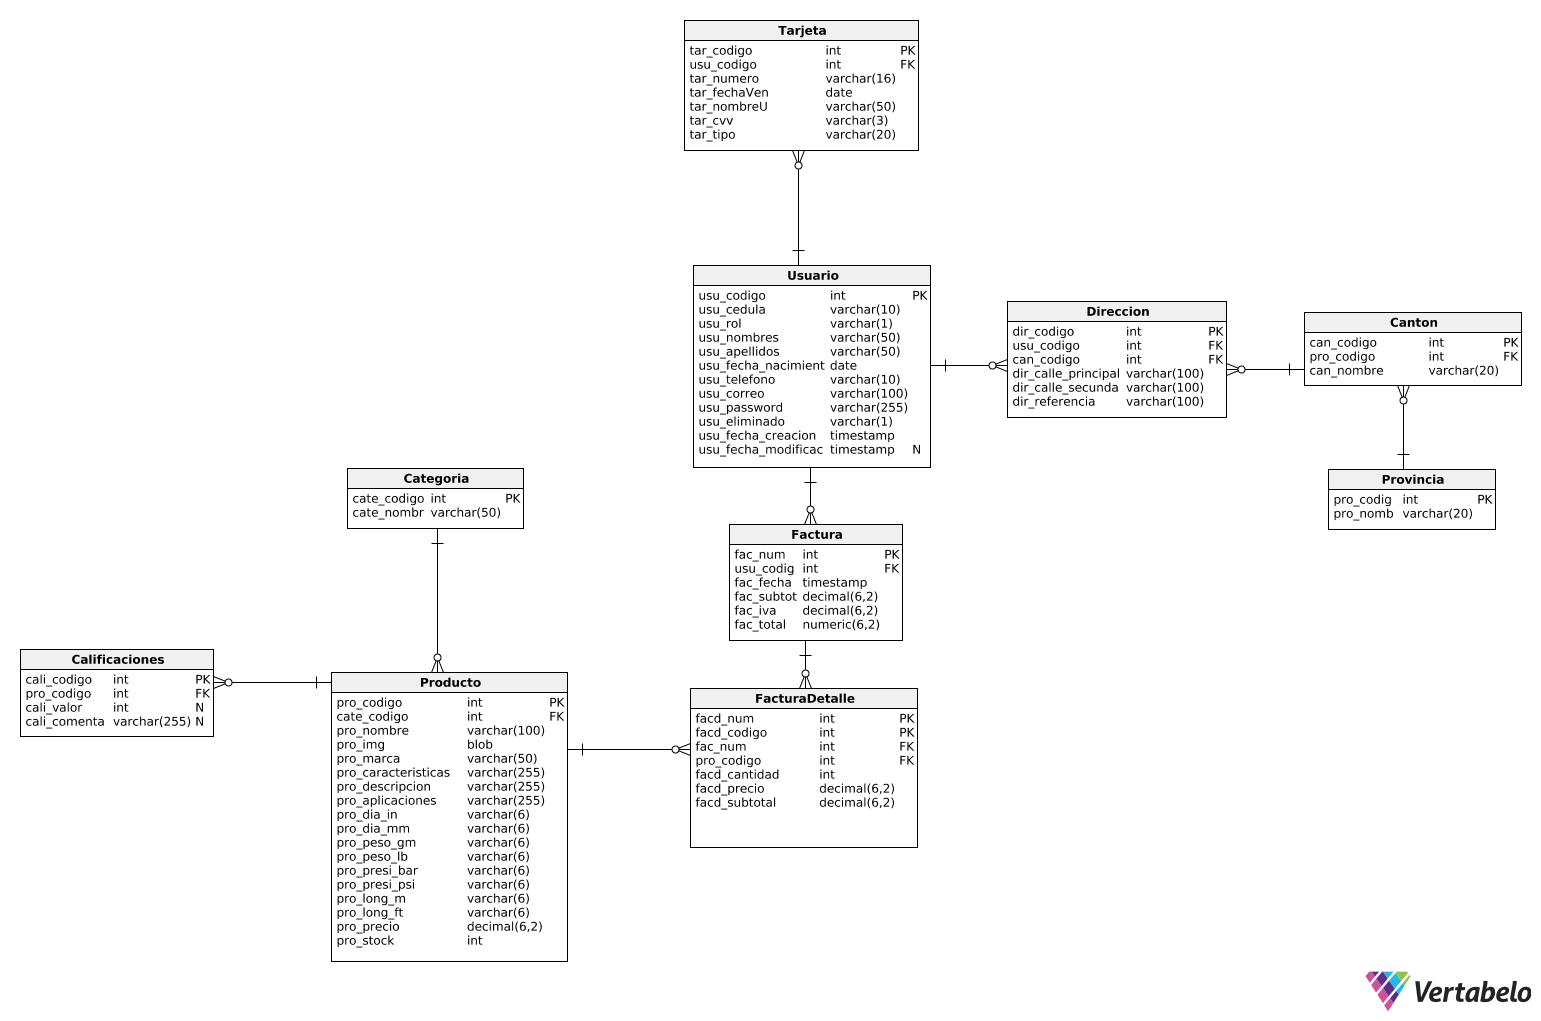 Tarjeta
tar_codigo int PK
usu_codigo int FK
tar_numero varchar(16)
tar_fechaVen date
tar_nombreU varchar(50)
tar_cvv varchar(3)
tar_tipo varchar(20)
Usuario
usu_codigo int PK
usu_cedula varchar(10)
usu_rol varchar(1)
usu_nombres varchar(50)
usu_apellidos varchar(50)
usu_fecha_nacimient date
usu_telefono varchar(10)
usu_correo varchar(100)
usu_password varchar(255)
usu_eliminado varchar(1)
usu_fecha_creacion timestamp
usu_fecha_modificac timestamp N
Direccion
dir_codigo int PK
usu_codigo int FK
can_codigo int FK
dir_calle_principal varchar(100)
dir_calle_secunda varchar(100)
dir_referencia varchar(100)
Canton
can_codigo int PK
pro_codigo int FK
can_nombre varchar(20)
Provincia
pro_codig int PK
pro_nomb varchar(20)
Categoria
cate_codigo int PK
cate_nombr varchar(50)
Factura
fac_num int PK
usu_codig int FK
fac_fecha timestamp
fac_subtot decimal(6,2)
fac_iva decimal(6,2)
fac_total numeric(6,2)
Calificaciones
cali_codigo int PK
pro_codigo int FK
cali_valor int N
cali_comenta varchar(255) N
Producto
pro_codigo int PK
cate_codigo int FK
pro_nombre varchar(100)
pro_img blob
pro_marca varchar(50)
pro_caracteristicas varchar(255)
pro_descripcion varchar(255)
pro_aplicaciones varchar(255)
pro_dia_in varchar(6)
pro_dia_mm varchar(6)
pro_peso_gm varchar(6)
pro_peso_lb varchar(6)
pro_presi_bar varchar(6)
pro_presi_psi varchar(6)
pro_long_m varchar(6)
pro_long_ft varchar(6)
pro_precio decimal(6,2)
pro_stock int
FacturaDetalle
facd_num int PK
facd_codigo int PK
fac_num int FK
pro_codigo int FK
facd_cantidad int
facd_precio decimal(6,2)
facd_subtotal decimal(6,2)
Vertabelo